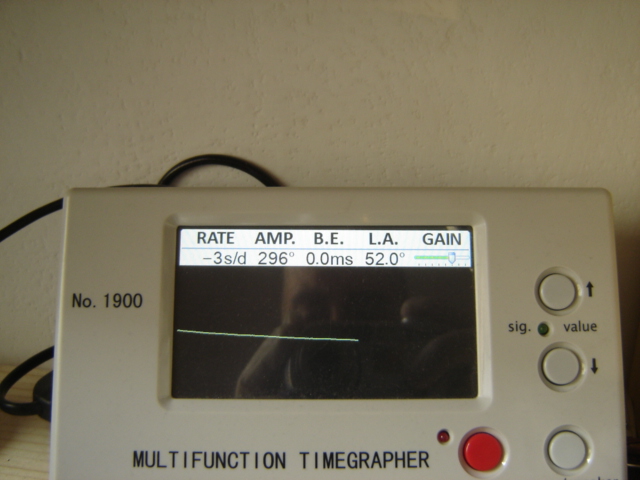 RATE AMP. B.E. L.A. GAIN
−3s/d 296° 0.0ms 52.0°
No. 1900
↑
sig. value
↓
MULTIFUNCTION TIMEGRAPHER